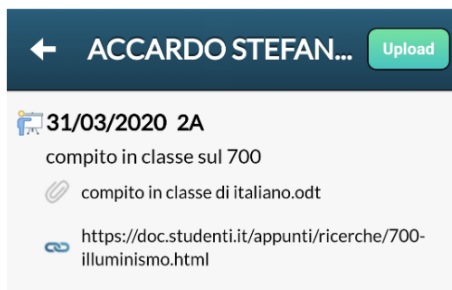 ACCARDO STEFAN...
Upload
31/03/2020 2A
compito in classe sul 700
compito in classe di italiano.odt
https://doc.studenti.it/appunti/ricerche/700-
illuminismo.html